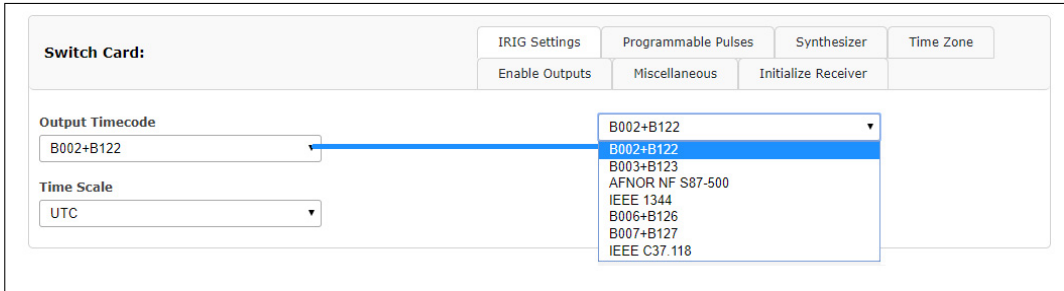 Switch Card:
IRIG Settings Programmable Pulses Synthesizer Time Zone
Enable Outputs Miscellaneous Initialize Receiver
Output Timecode
B002+B122
Time Scale
UTC
B002+B122
B002+B122
B003+B123
AFNOR NF S87-500
IEEE 1344
B006+B126
B007+B127
IEEE C37.118